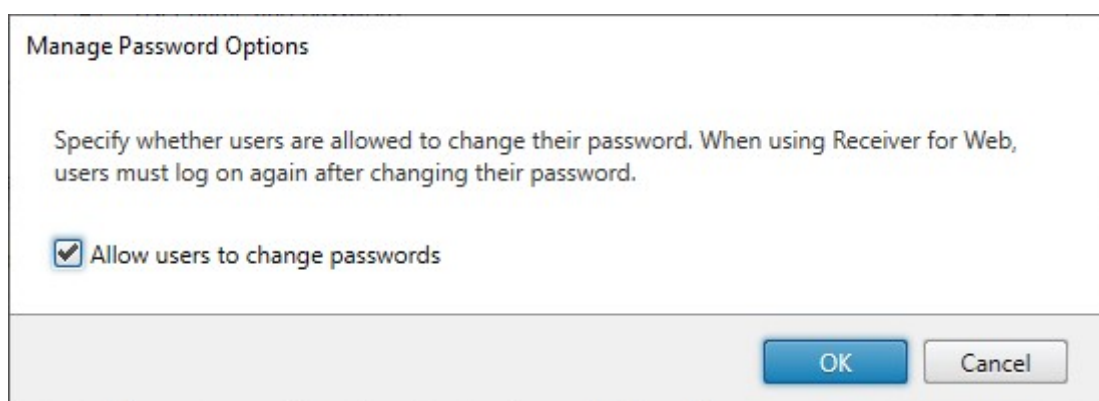 Manage Password Options
Specify whether users are allowed to change their password. When using Receiver for Web,
users must log on again after changing their password.
Allow users to change passwords
OK
Cancel